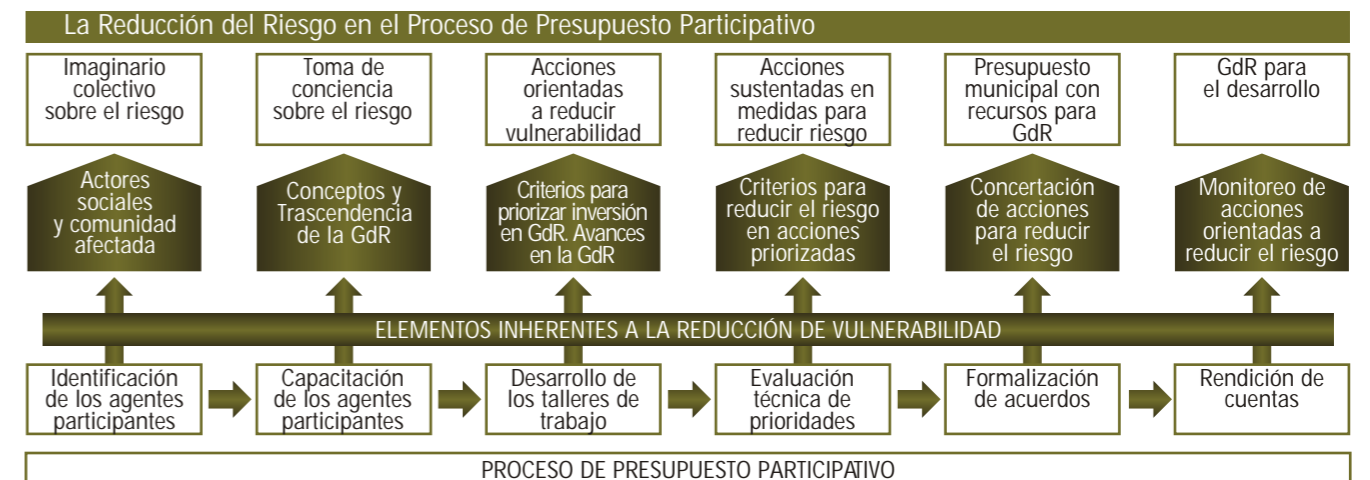 La Reducción del Riesgo en el Proceso de Presupuesto Participativo
Imaginario
colectivo
sobre el riesgo
Toma de
conciencia
sobre el riesgo
Acciones
orientadas
a reducir
vulnerabilidad
Acciones
sustentadas en
medidas para
reducir riesgo
Presupuesto
municipal con
recursos para
GdR
GdR para
el desarrollo
Actores
sociales
y comunidad
afectada
Conceptos y
Trascendencia
de la GdR
Criterios para
priorizar inversión
en GdR. Avances
en la GdR
Criterios para
reducir el riesgo
en acciones
priorizadas
Concertación
de acciones
para reducir
el riesgo
Monitoreo de
acciones
orientadas a
reducir el riesgo
ELEMENTOS INHERENTES A LA REDUCCIÓN DE VULNERABILIDAD
Identificación
de los agentes
participantes
Capacitación
de los agentes
participantes
Desarrollo de
los talleres de
trabajo
Evaluación
técnica de
prioridades
Formalización
de acuerdos
Rendición de
cuentas
PROCESO DE PRESUPUESTO PARTICIPATIVO